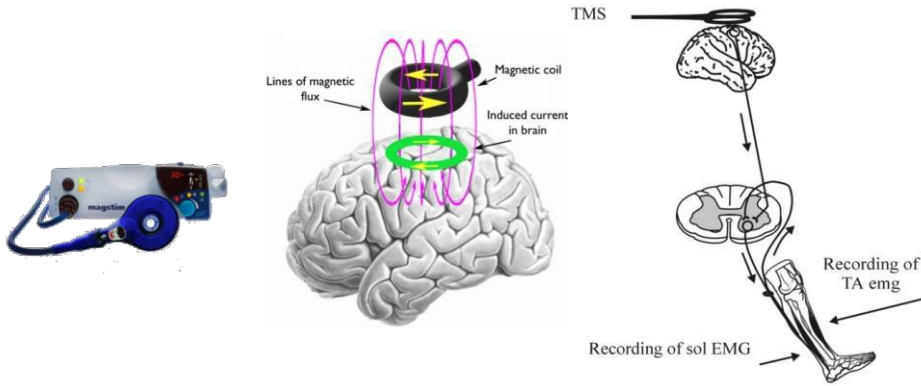 magstim
Lines of magnetic
flux
Magnetic coil
Induced current
in brain
TMS
Recording of
TA emg
Recording of sol EMG